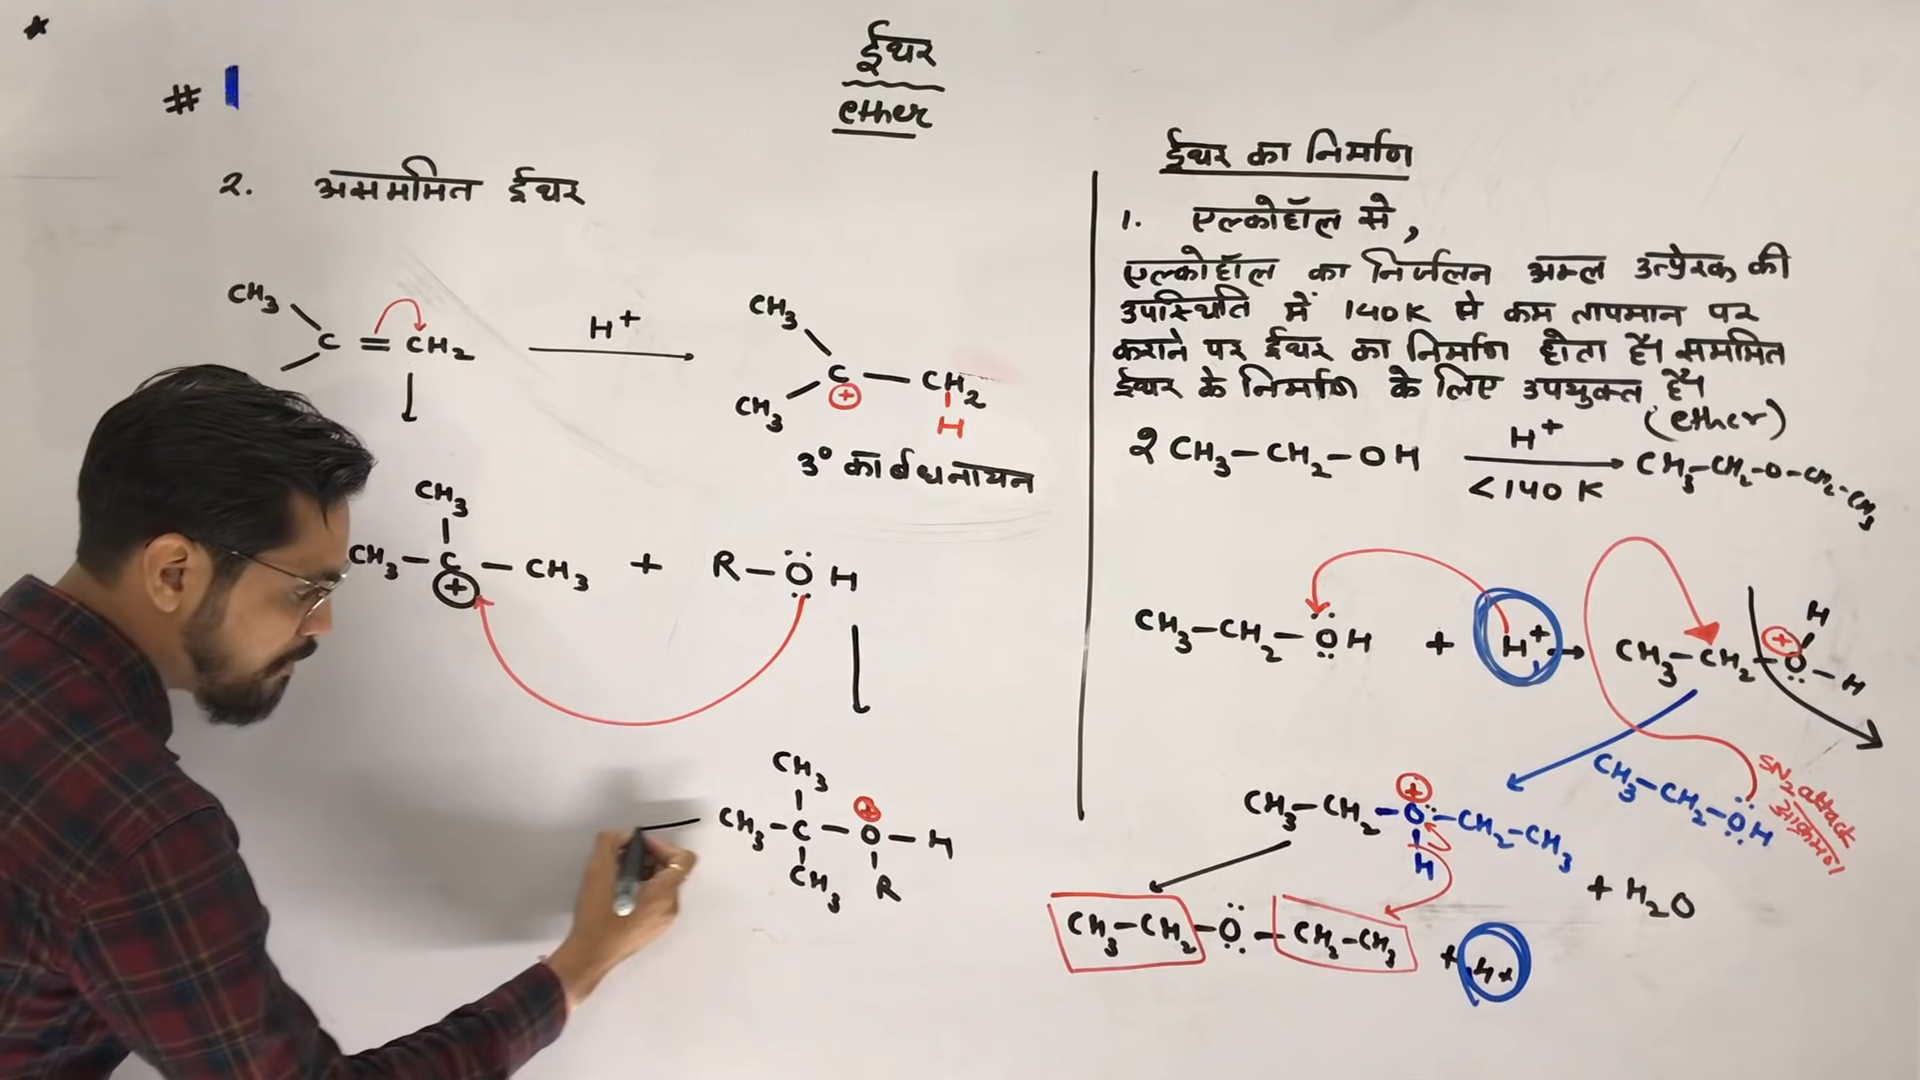 *
# 1
ईथर
ether
2. असममित ईथर
CH3
C = CH2
H+
CH3
C — CH2
+
CH3
H
3° कार्बधनायन
CH3
CH3 — C — CH3 + R — O H
+
CH3
+
CH3 — C — O — H
CH3 R
ईथर का निर्माण
1. एल्कोहॉल से,
एल्कोहॉल का निर्जलन अम्ल उत्प्रेरक की
उपस्थिति में 140K से कम तापमान पर
कराने पर ईथर का निर्माण होता है। सममित
ईथर के निर्माण के लिए उपयुक्त है।
(ether)
2 CH3—CH2—OH
H+
<140 K
CH3—CH2—O—CH2—CH3
CH3—CH2—OH + H+
CH3—CH2—O—H
+
H
CH3—CH2—OH
SN2 attack
आक्रमण
+
CH3—CH2—O—CH2—CH3
H
+ H2O
CH3—CH2—O—CH2—CH3 + H+